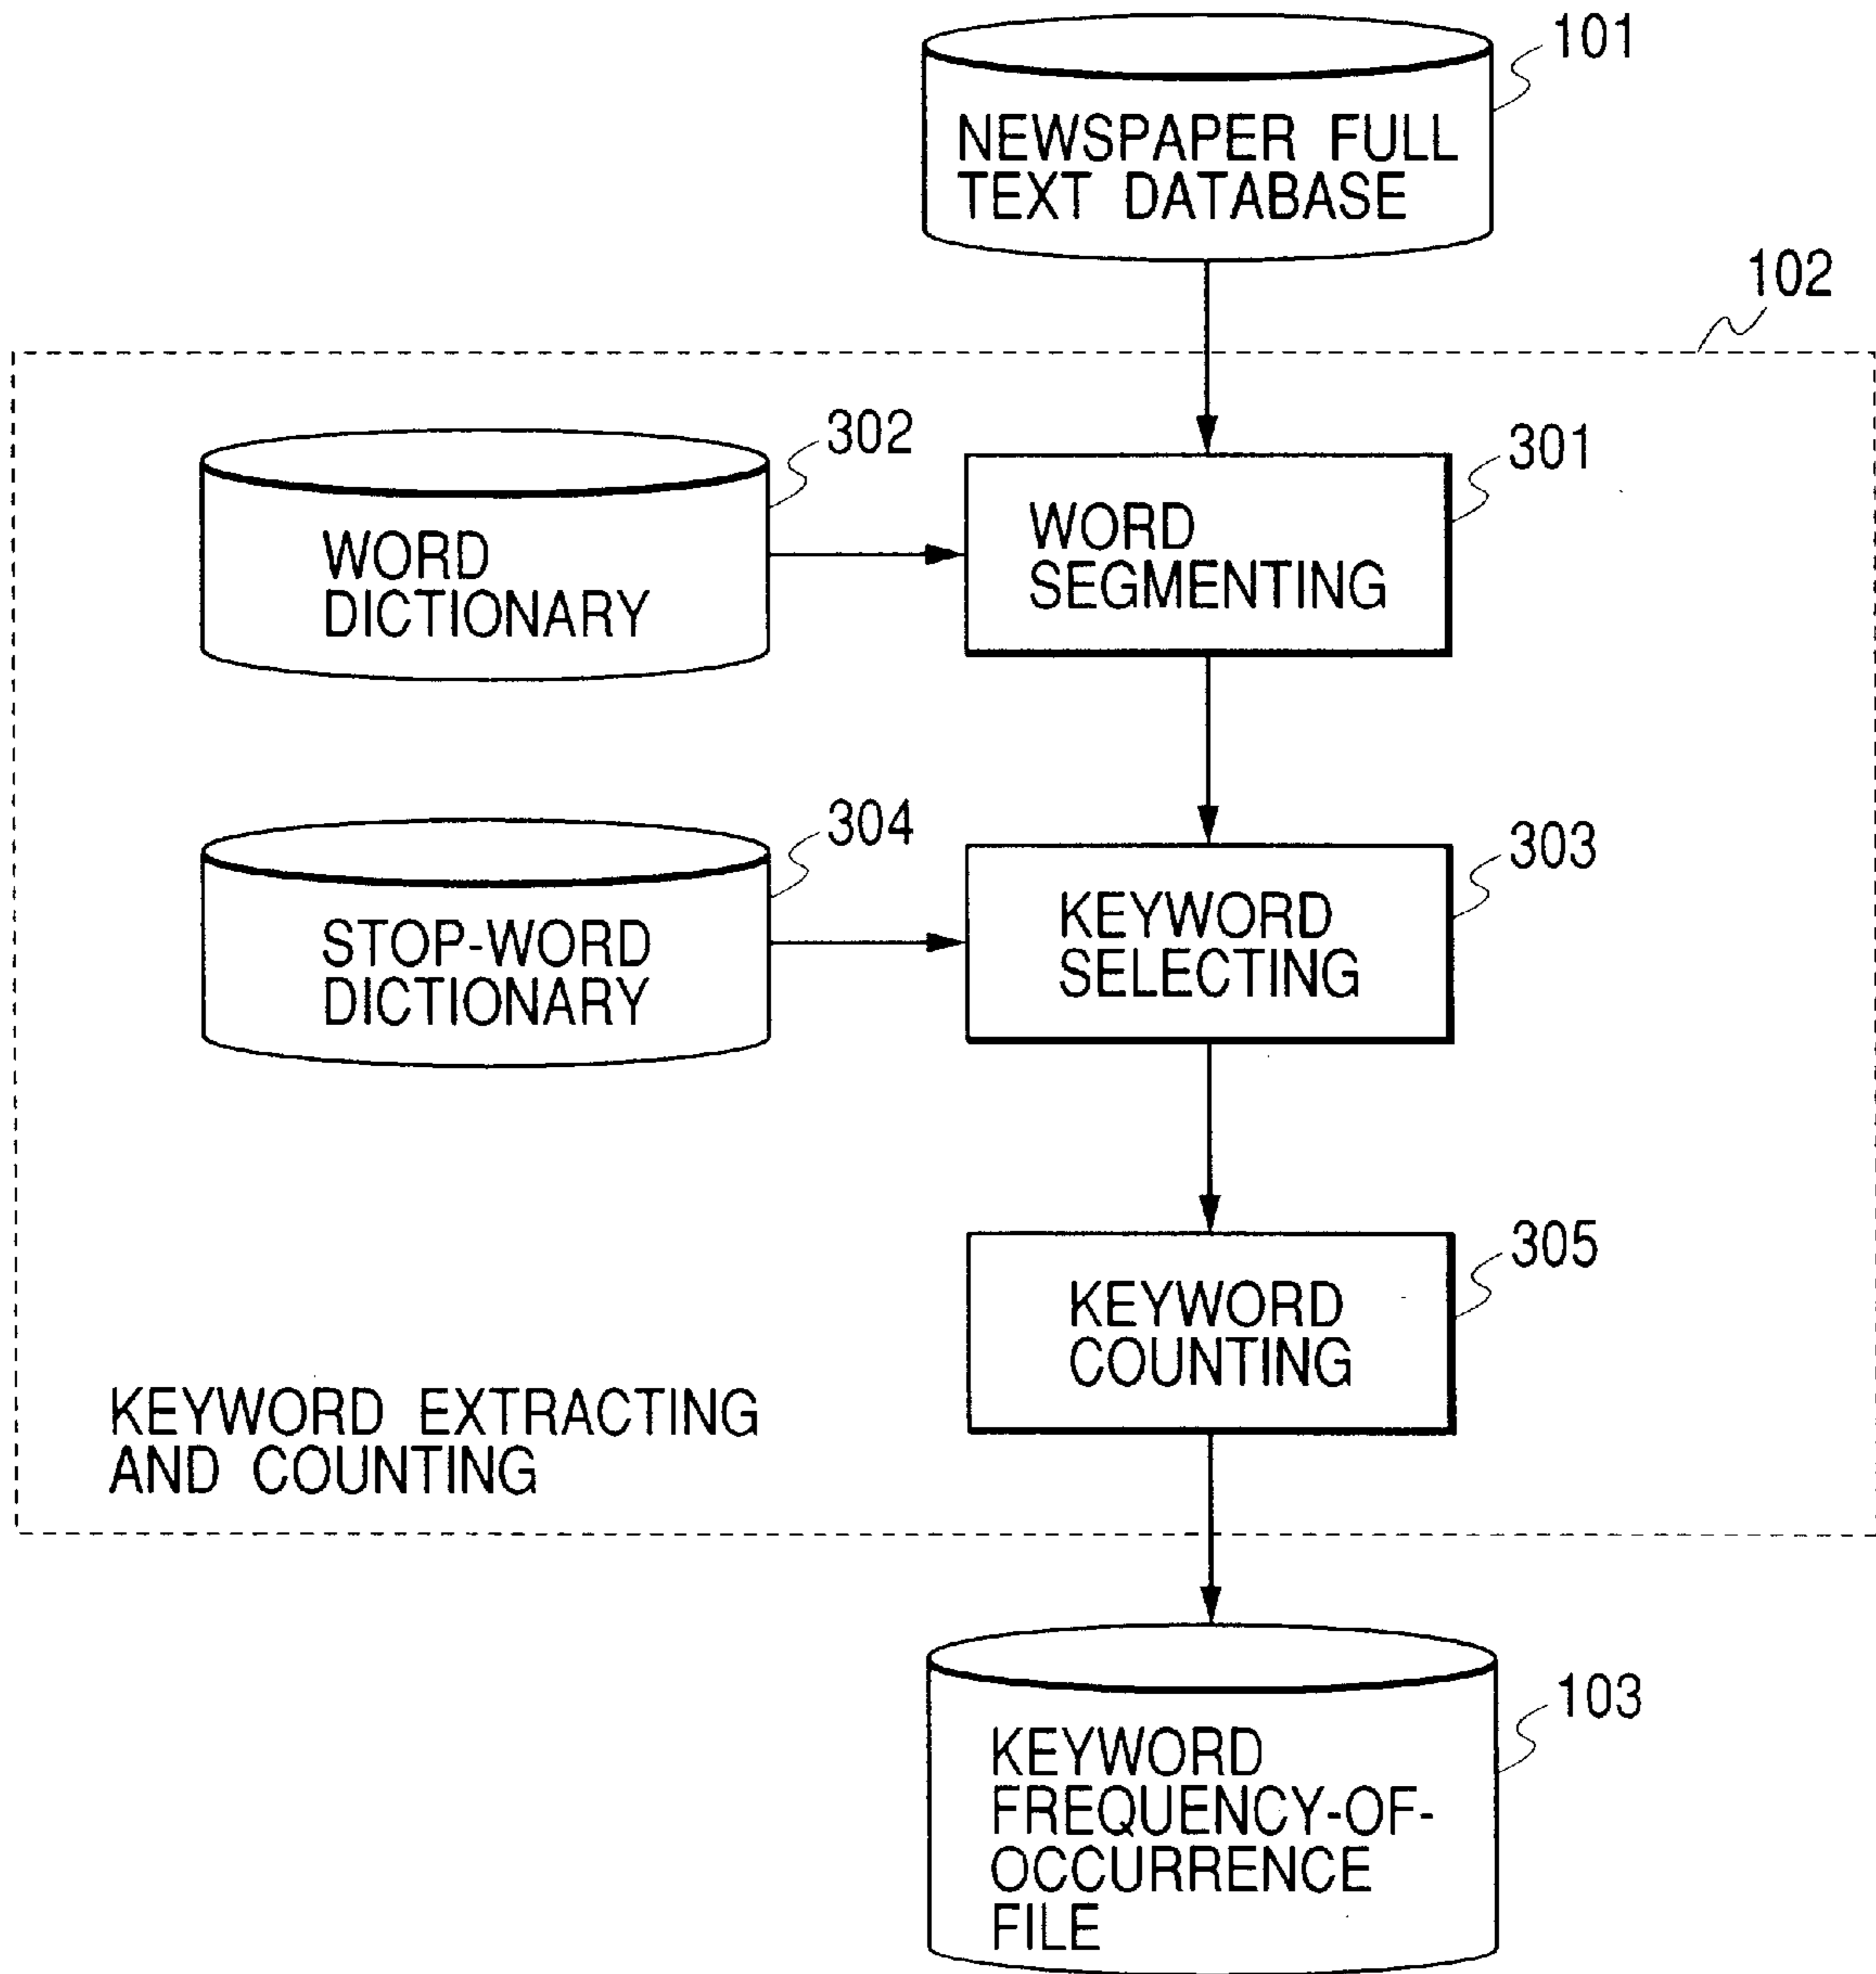 101
NEWSPAPER FULL
TEXT DATABASE
102
302
301
WORD
DICTIONARY
WORD
SEGMENTING
304
303
STOP-WORD
DICTIONARY
KEYWORD
SELECTING
305
KEYWORD
COUNTING
KEYWORD EXTRACTING
AND COUNTING
103
KEYWORD
FREQUENCY-OF-
OCCURRENCE
FILE